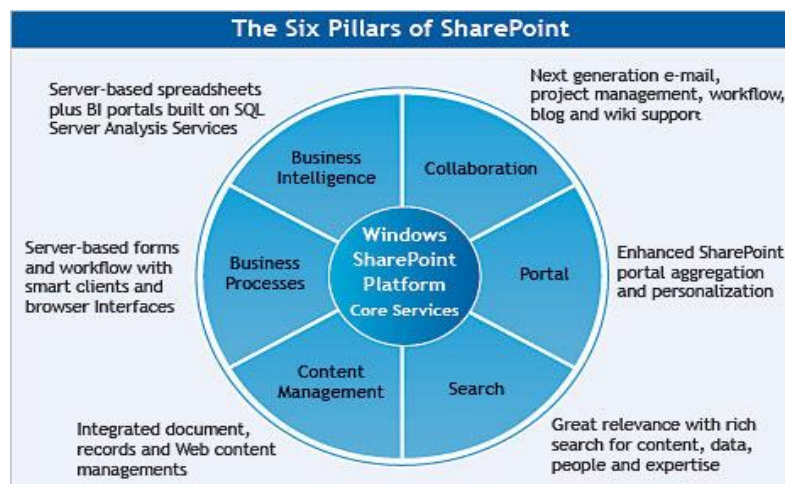 The Six Pillars of SharePoint
Server-based spreadsheets
plus BI portals built on SQL
Server Analysis Services
Next generation e-mail,
project management, workflow,
blog and wiki support
Business
Intelligence
Collaboration
Server-based forms
and workflow with
smart clients and
browser Interfaces
Business
Processes
Windows
SharePoint
Platform
Core Services
Portal
Enhanced SharePoint
portal aggregation
and personalization
Content
Management
Search
Integrated document,
records and Web content
managements
Great relevance with rich
search for content, data,
people and expertise